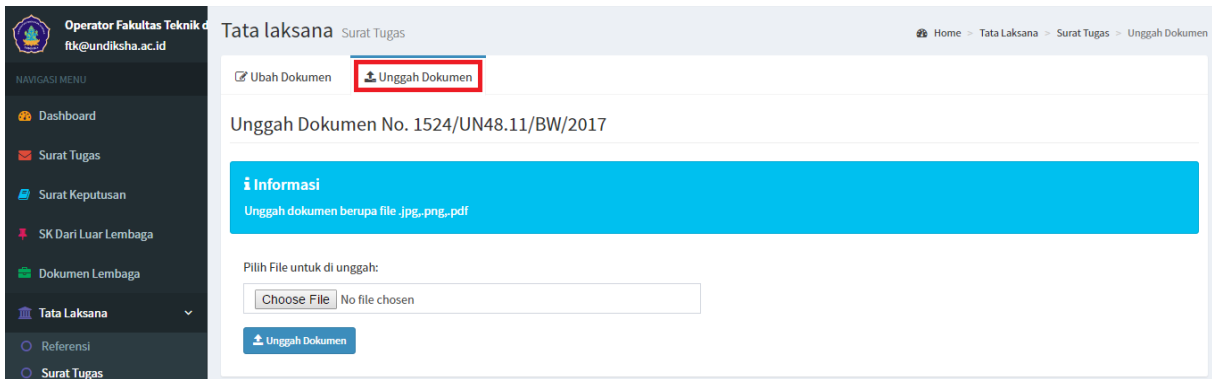 Operator Fakultas Teknik d
ftk@undiksha.ac.id
NAVIGASI MENU
Dashboard
Surat Tugas
Surat Keputusan
SK Dari Luar Lembaga
Dokumen Lembaga
Tata Laksana
Referensi
Surat Tugas
Tata laksana Surat Tugas
Home > Tata Laksana > Surat Tugas > Unggah Dokumen
Ubah Dokumen Unggah Dokumen
Unggah Dokumen No. 1524/UN48.11/BW/2017
Informasi
Unggah dokumen berupa file .jpg,.png,.pdf
Pilih File untuk di unggah:
Choose File No file chosen
Unggah Dokumen